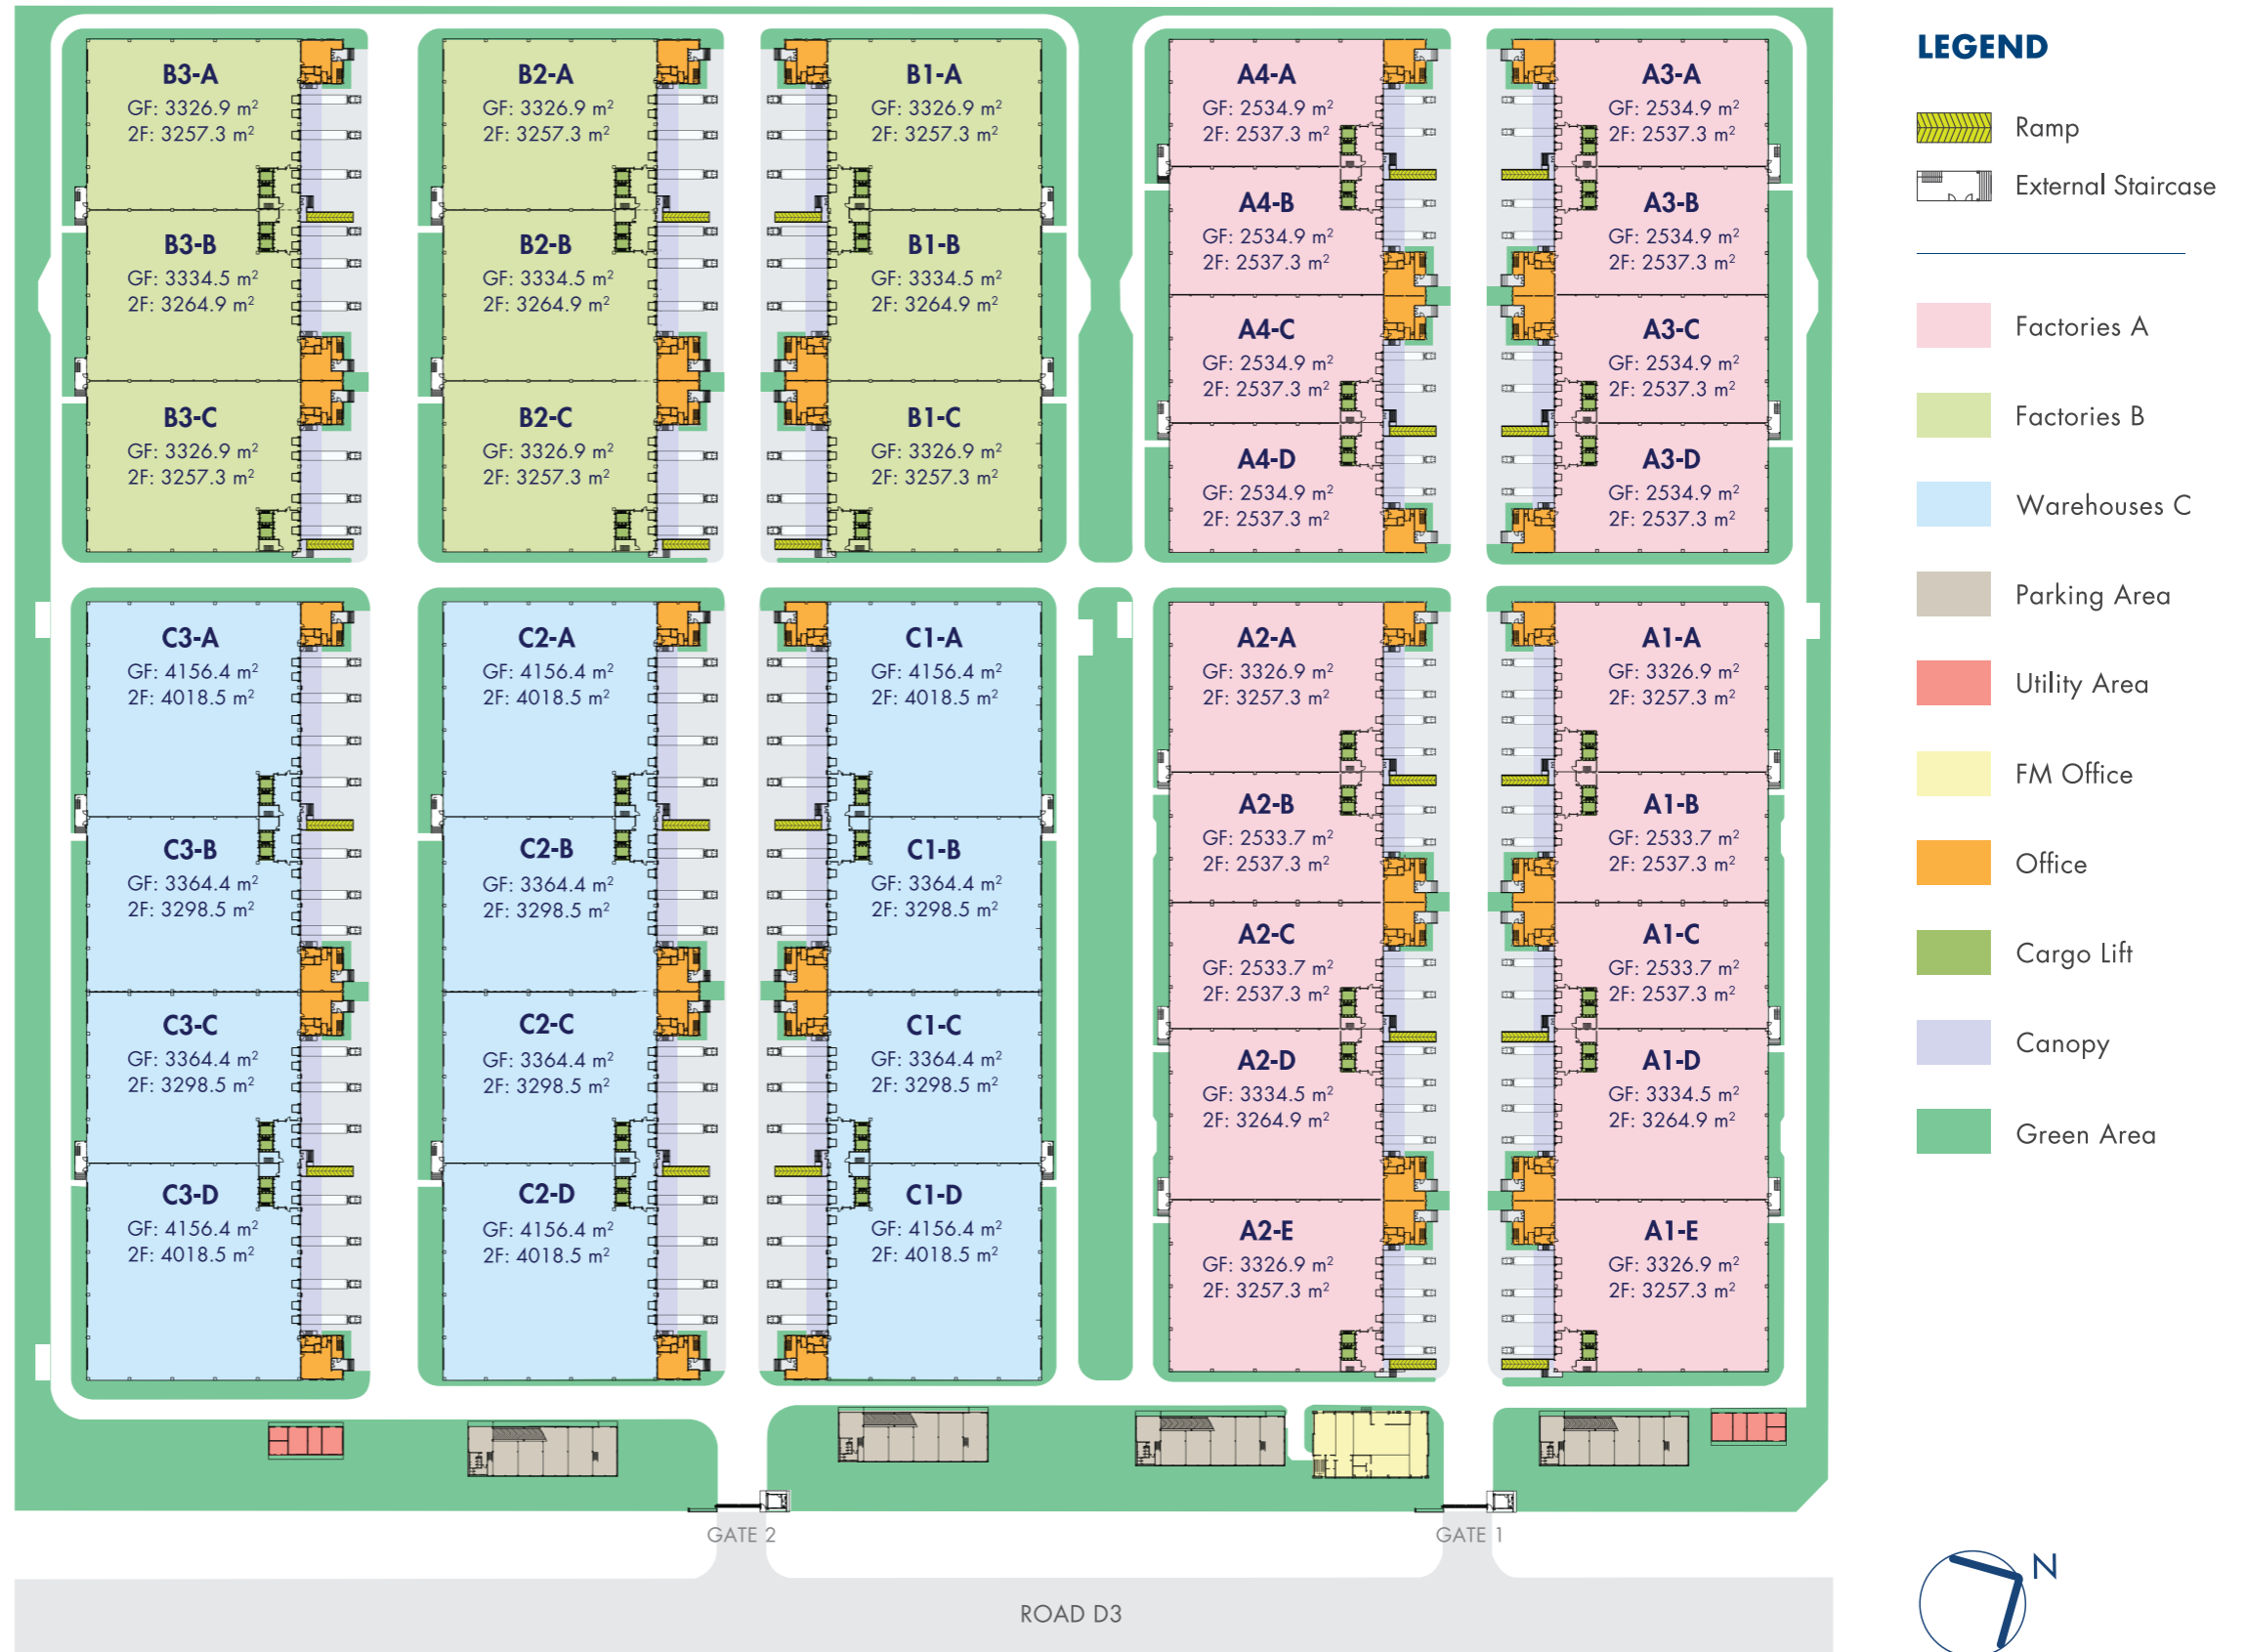 B3-A
GF: 3326.9 m²
2F: 3257.3 m²
B2-A
GF: 3326.9 m²
2F: 3257.3 m²
B1-A
GF: 3326.9 m²
2F: 3257.3 m²
A4-A
GF: 2534.9 m²
2F: 2537.3 m²
A3-A
GF: 2534.9 m²
2F: 2537.3 m²
B3-B
GF: 3334.5 m²
2F: 3264.9 m²
B2-B
GF: 3334.5 m²
2F: 3264.9 m²
B1-B
GF: 3334.5 m²
2F: 3264.9 m²
A4-B
GF: 2534.9 m²
2F: 2537.3 m²
A3-B
GF: 2534.9 m²
2F: 2537.3 m²
A4-C
GF: 2534.9 m²
2F: 2537.3 m²
A3-C
GF: 2534.9 m²
2F: 2537.3 m²
B3-C
GF: 3326.9 m²
2F: 3257.3 m²
B2-C
GF: 3326.9 m²
2F: 3257.3 m²
B1-C
GF: 3326.9 m²
2F: 3257.3 m²
A4-D
GF: 2534.9 m²
2F: 2537.3 m²
A3-D
GF: 2534.9 m²
2F: 2537.3 m²
C3-A
GF: 4156.4 m²
2F: 4018.5 m²
C2-A
GF: 4156.4 m²
2F: 4018.5 m²
C1-A
GF: 4156.4 m²
2F: 4018.5 m²
A2-A
GF: 3326.9 m²
2F: 3257.3 m²
A1-A
GF: 3326.9 m²
2F: 3257.3 m²
C3-B
GF: 3364.4 m²
2F: 3298.5 m²
C2-B
GF: 3364.4 m²
2F: 3298.5 m²
C1-B
GF: 3364.4 m²
2F: 3298.5 m²
A2-B
GF: 2533.7 m²
2F: 2537.3 m²
A1-B
GF: 2533.7 m²
2F: 2537.3 m²
A2-C
GF: 2533.7 m²
2F: 2537.3 m²
A1-C
GF: 2533.7 m²
2F: 2537.3 m²
C3-C
GF: 3364.4 m²
2F: 3298.5 m²
C2-C
GF: 3364.4 m²
2F: 3298.5 m²
C1-C
GF: 3364.4 m²
2F: 3298.5 m²
A2-D
GF: 3334.5 m²
2F: 3264.9 m²
A1-D
GF: 3334.5 m²
2F: 3264.9 m²
C3-D
GF: 4156.4 m²
2F: 4018.5 m²
C2-D
GF: 4156.4 m²
2F: 4018.5 m²
C1-D
GF: 4156.4 m²
2F: 4018.5 m²
A2-E
GF: 3326.9 m²
2F: 3257.3 m²
A1-E
GF: 3326.9 m²
2F: 3257.3 m²
GATE 2
GATE 1
ROAD D3
LEGEND
Ramp
External Staircase
Factories A
Factories B
Warehouses C
Parking Area
Utility Area
FM Office
Office
Cargo Lift
Canopy
Green Area
N